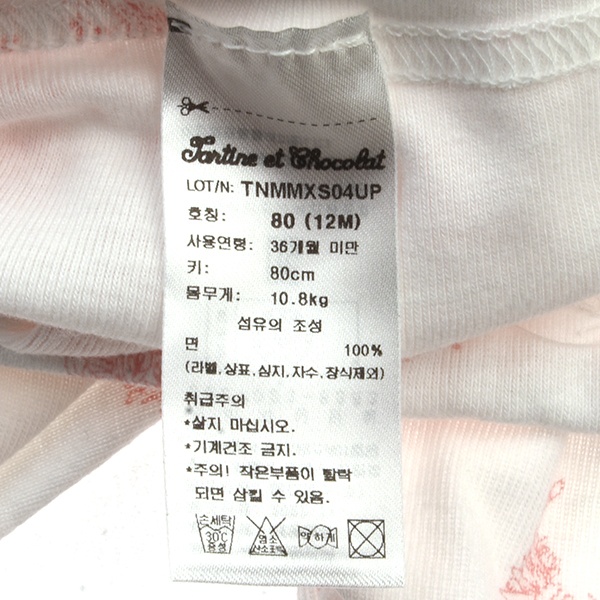 Tartine et Chocolat
LOT/N: TNMMXS04UP
호칭: 80 (12M)
사용연령: 36개월 미만
키: 80cm
몸무게: 10.8kg
섬유의 조성
면 100%
(라벨,상표,심지,자수,장식제외)
취급주의
*삶지 마십시오.
*기계건조 금지.
*주의! 작은부품이 탈락
되면 삼킬 수 있음.
손세탁
30℃
중성
염소
산소표백
약하게